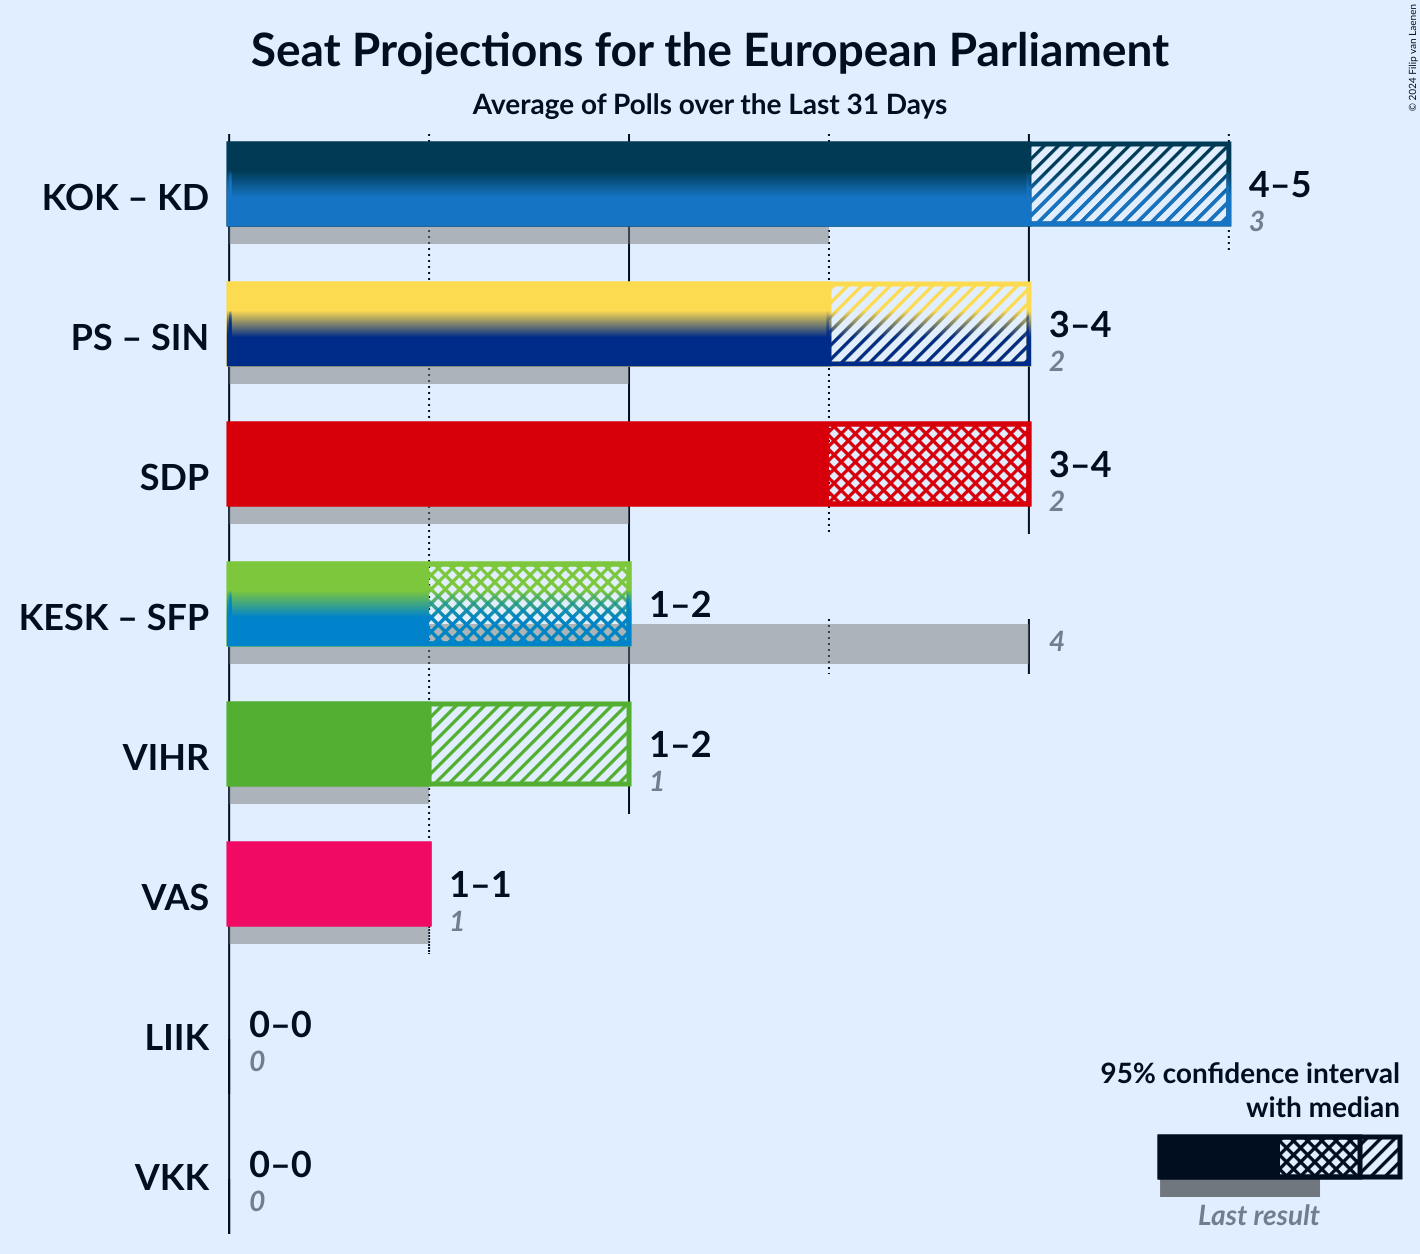 Seat Projections for the European Parliament
Average of Polls over the Last 31 Days
© 2024 Filip van Laenen
KOK – KD
4–5
3
PS – SIN
3–4
2
SDP
3–4
2
KESK – SFP
1–2
4
VIHR
1–2
1
VAS
1–1
1
LIIK
0–0
0
VKK
0–0
0
95% confidence interval
with median
Last result